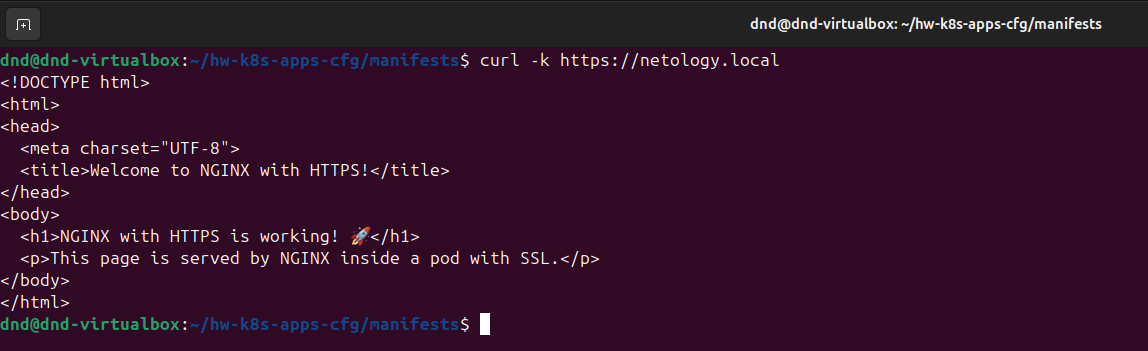 dnd@dnd-virtualbox: ~/hw-k8s-apps-cfg/manifests
dnd@dnd-virtualbox:~/hw-k8s-apps-cfg/manifests$ curl -k https://netology.local
<!DOCTYPE html>
<html>
<head>
  <meta charset="UTF-8">
  <title>Welcome to NGINX with HTTPS!</title>
</head>
<body>
  <h1>NGINX with HTTPS is working! 🚀</h1>
  <p>This page is served by NGINX inside a pod with SSL.</p>
</body>
</html>
dnd@dnd-virtualbox:~/hw-k8s-apps-cfg/manifests$